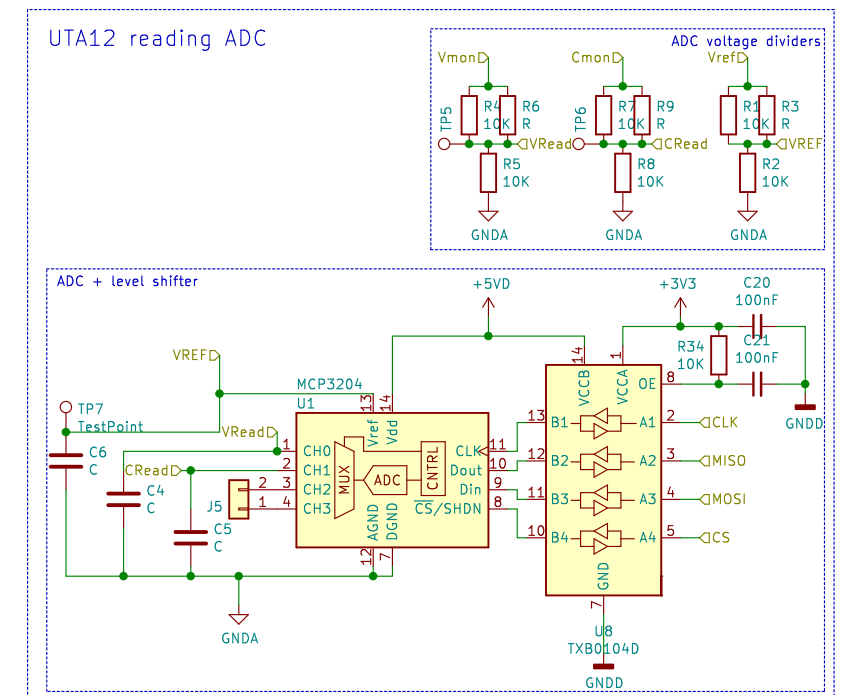 UTA12 reading ADC
ADC voltage dividers
Vmon
Cmon
Vref
TP5
R4
10K
R6
R
VRead
R5
10K
GNDA
TP6
R7
10K
R9
R
CRead
R8
10K
GNDA
R1
10K
R3
R
VREF
R2
10K
GNDA
ADC + level shifter
+5VD
+3V3
C20
100nF
C21
100nF
R34
10K
GNDD
VREF
TP7
TestPoint
VRead
CRead
C6
C
C4
C
C5
C
J5
2
1
GNDA
MCP3204
U1
13
14
Vref
Vdd
1
CH0
2
CH1
3
CH2
4
CH3
MUX
ADC
CNTRL
CLK
11
Dout
10
Din
9
CS/SHDN
8
AGND
DGND
12
7
14
1
VCCB
VCCA
OE
8
13
B1
A1
2
CLK
12
B2
A2
3
MISO
11
B3
A3
4
MOSI
10
B4
A4
5
CS
GND
7
U8
TXB0104D
GNDD